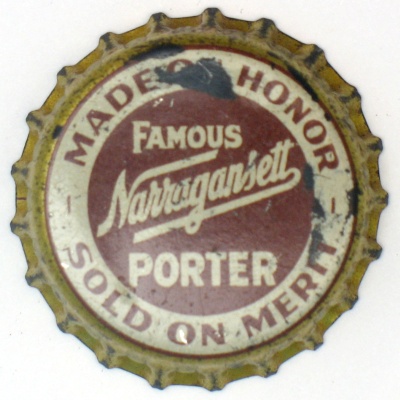 MADE ON HONOR
FAMOUS
Narragansett
PORTER
SOLD ON MERIT